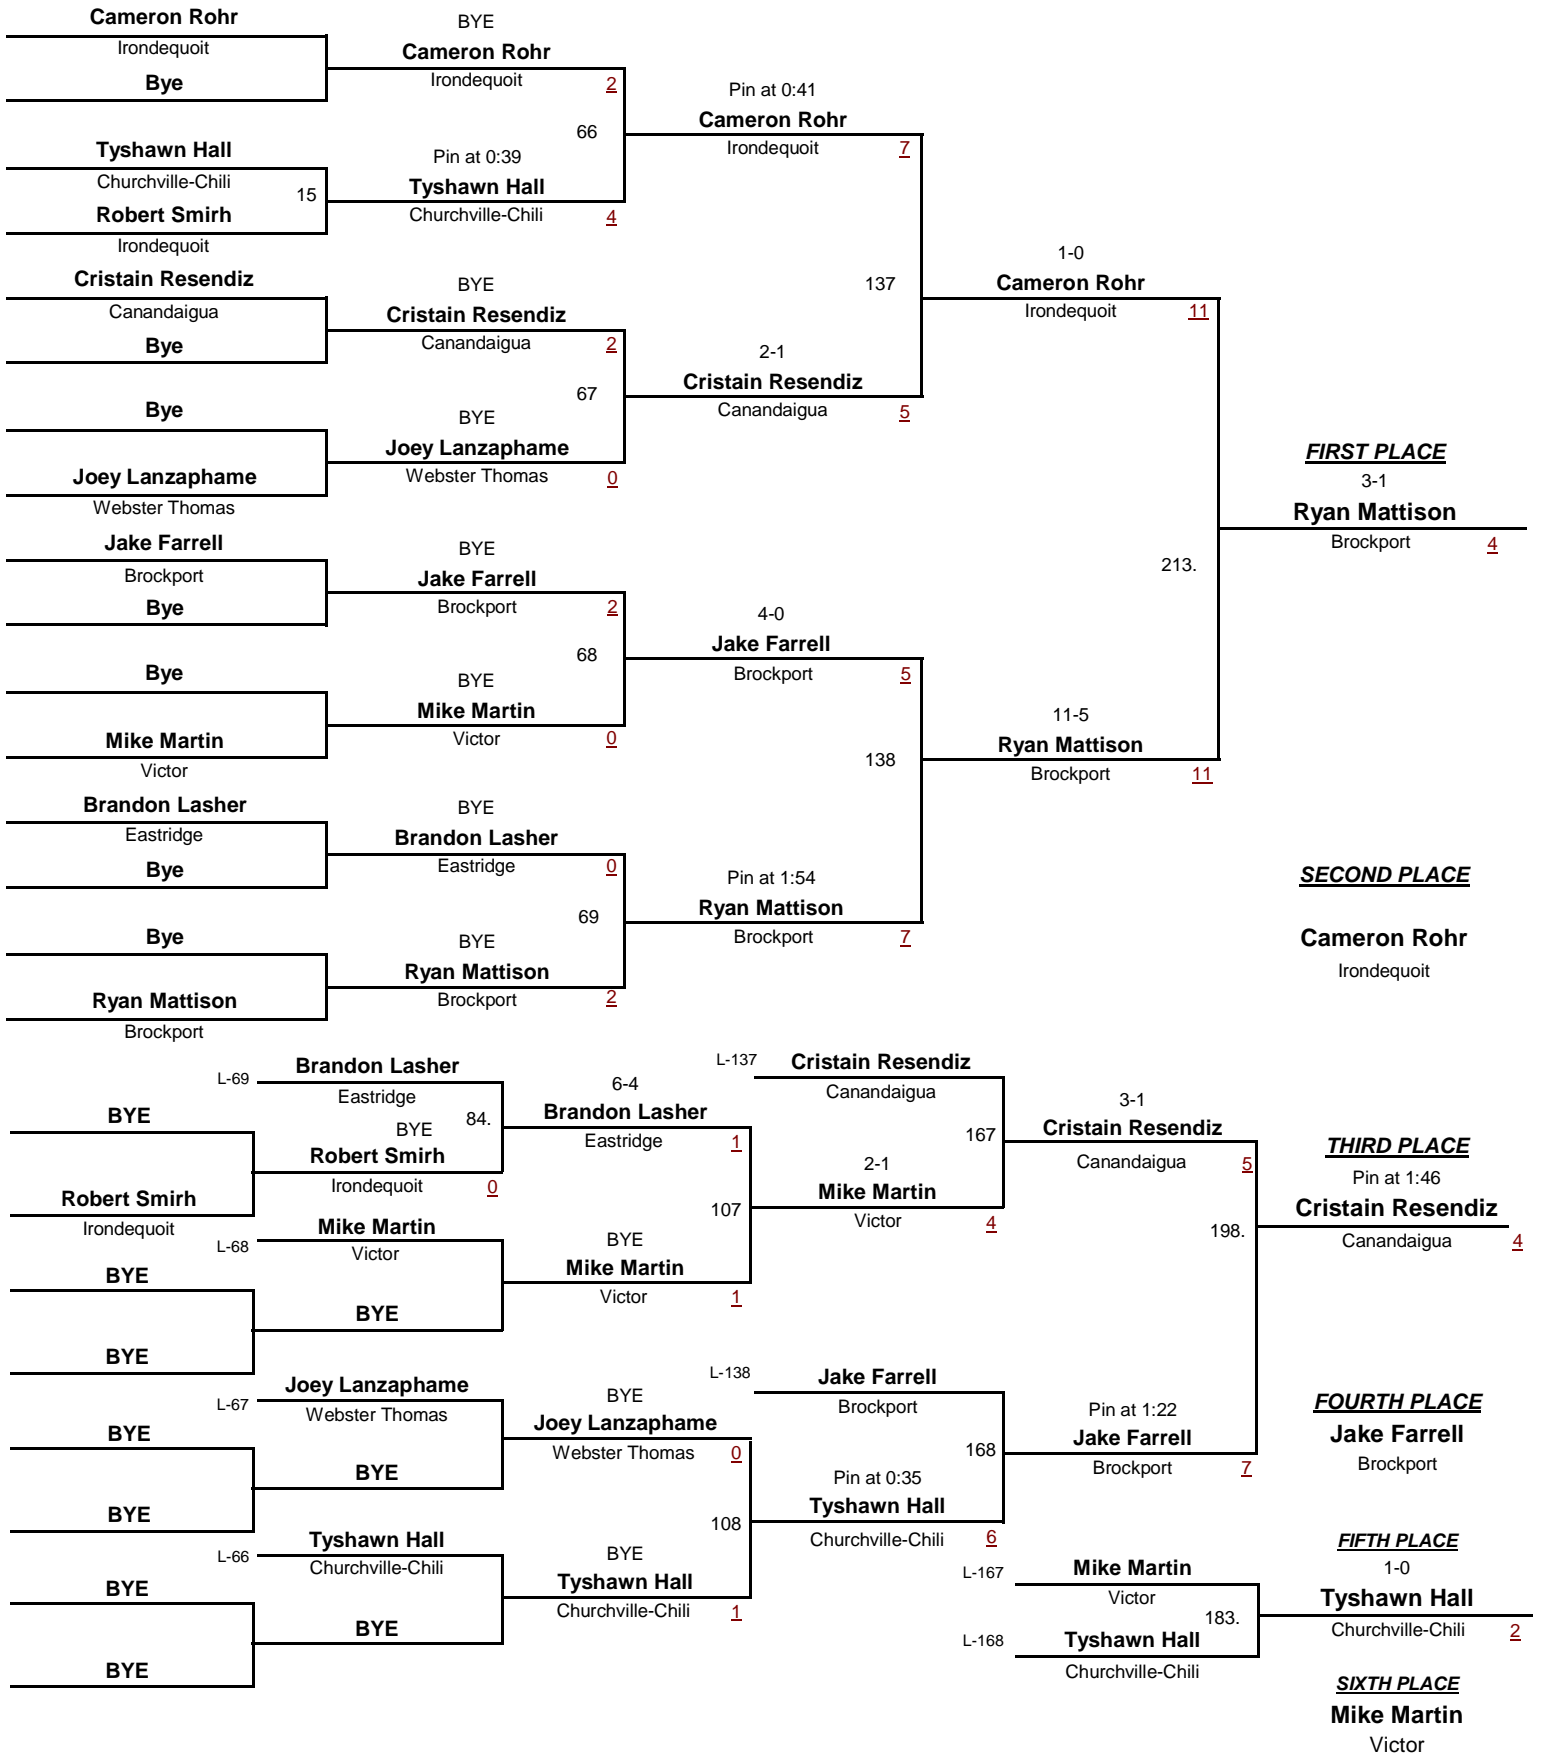 Cameron Rohr
Irondequoit
Bye
Tyshawn Hall
Churchville-Chili
15
Robert Smirh
Irondequoit
Cristain Resendiz
Canandaigua
Bye
Bye
Joey Lanzaphame
Webster Thomas
Jake Farrell
Brockport
Bye
Bye
Mike Martin
Victor
Brandon Lasher
Eastridge
Bye
Bye
Ryan Mattison
Brockport
BYE
Cameron Rohr
Irondequoit 2
66
Pin at 0:39
Tyshawn Hall
Churchville-Chili 4
BYE
Cristain Resendiz
Canandaigua 2
67
BYE
Joey Lanzaphame
Webster Thomas 0
BYE
Jake Farrell
Brockport 2
68
BYE
Mike Martin
Victor 0
BYE
Brandon Lasher
Eastridge 0
69
BYE
Ryan Mattison
Brockport 2
Pin at 0:41
Cameron Rohr
Irondequoit 7
137
2-1
Cristain Resendiz
Canandaigua 5
4-0
Jake Farrell
Brockport 5
138
Pin at 1:54
Ryan Mattison
Brockport 7
1-0
Cameron Rohr
Irondequoit 11
213.
11-5
Ryan Mattison
Brockport 11
FIRST PLACE
3-1
Ryan Mattison
Brockport 4
SECOND PLACE
Cameron Rohr
Irondequoit
BYE
Robert Smirh
Irondequoit
BYE
BYE
BYE
BYE
BYE
BYE
L-69
Brandon Lasher
Eastridge
84.
BYE
Robert Smirh
Irondequoit 0
L-68
Mike Martin
Victor
BYE
L-67
Joey Lanzaphame
Webster Thomas
BYE
L-66
Tyshawn Hall
Churchville-Chili
BYE
6-4
Brandon Lasher
Eastridge 1
107
BYE
Mike Martin
Victor 1
BYE
Joey Lanzaphame
Webster Thomas 0
108
BYE
Tyshawn Hall
Churchville-Chili 1
L-137
Cristain Resendiz
Canandaigua
167
2-1
Mike Martin
Victor 4
L-138
Jake Farrell
Brockport
168
Pin at 0:35
Tyshawn Hall
Churchville-Chili 6
3-1
Cristain Resendiz
Canandaigua 5
198.
Pin at 1:22
Jake Farrell
Brockport 7
L-167
Mike Martin
Victor
183.
L-168
Tyshawn Hall
Churchville-Chili
THIRD PLACE
Pin at 1:46
Cristain Resendiz
Canandaigua 4
FOURTH PLACE
Jake Farrell
Brockport
FIFTH PLACE
1-0
Tyshawn Hall
Churchville-Chili 2
SIXTH PLACE
Mike Martin
Victor